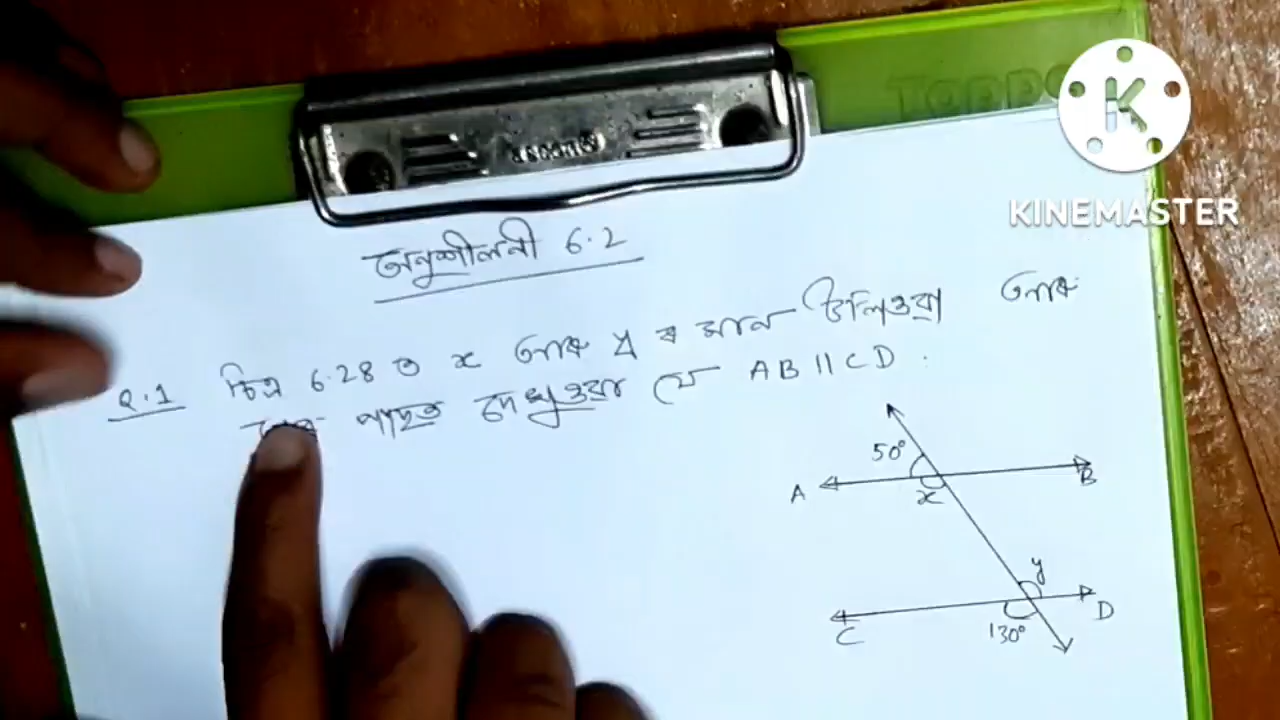 অনুশীলনী 6.2
Q.1 চিত্ৰ 6.28 ত x আৰু y ৰ মান উলিওৱা আৰু
পাছত দেখুওৱা যে AB || CD.
50°
A
B
x
y
C
D
130°
KINEMASTER